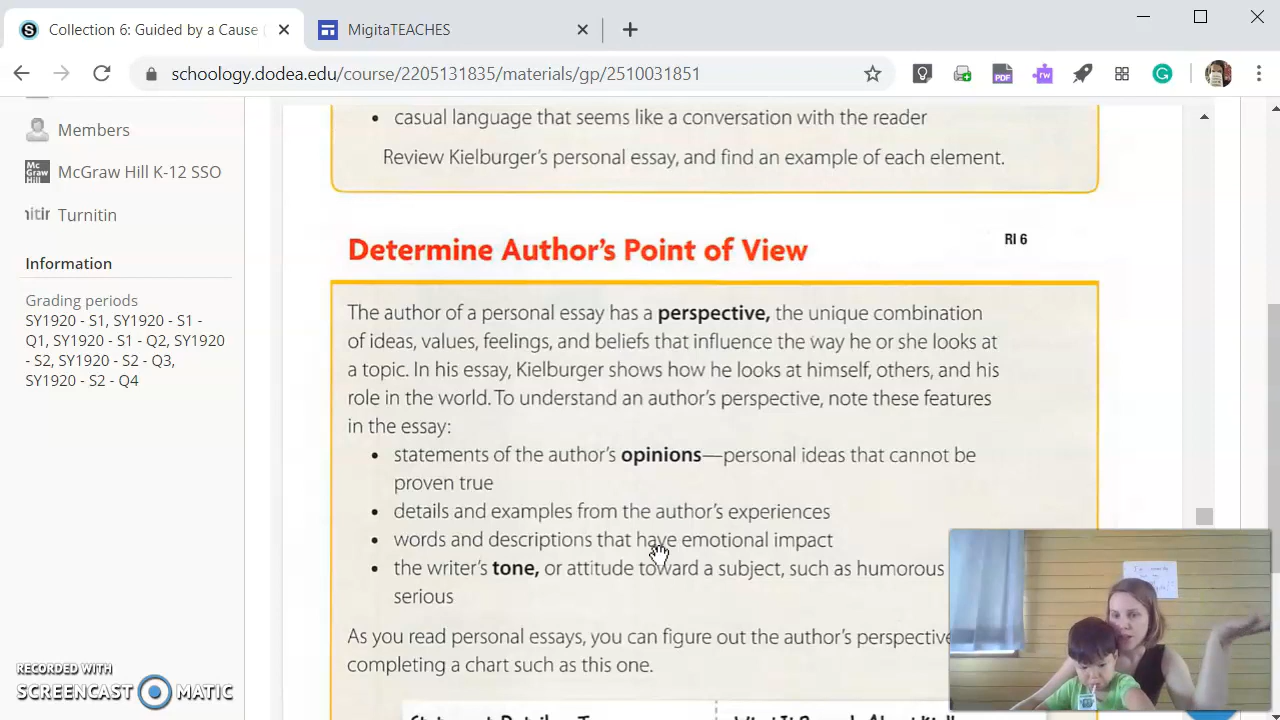 Collection 6: Guided by a Cause
MigitaTEACHES
schoology.dodea.edu/course/2205131835/materials/gp/2510031851
PDF
rw
Members
Mc Graw Hill
McGraw Hill K-12 SSO
nitin
Turnitin
Information
Grading periods
SY1920 - S1, SY1920 - S1 -
Q1, SY1920 - S1 - Q2, SY1920
- S2, SY1920 - S2 - Q3,
SY1920 - S2 - Q4
• casual language that seems like a conversation with the reader
Review Kielburger's personal essay, and find an example of each element.
Determine Author's Point of View
RI 6
The author of a personal essay has a perspective, the unique combination
of ideas, values, feelings, and beliefs that influence the way he or she looks at
a topic. In his essay, Kielburger shows how he looks at himself, others, and his
role in the world. To understand an author's perspective, note these features
in the essay:
• statements of the author's opinions—personal ideas that cannot be
proven true
• details and examples from the author's experiences
• words and descriptions that have emotional impact
• the writer's tone, or attitude toward a subject, such as humorous
serious
As you read personal essays, you can figure out the author's perspective
completing a chart such as this one.
RECORDED WITH
SCREENCAST MATIC